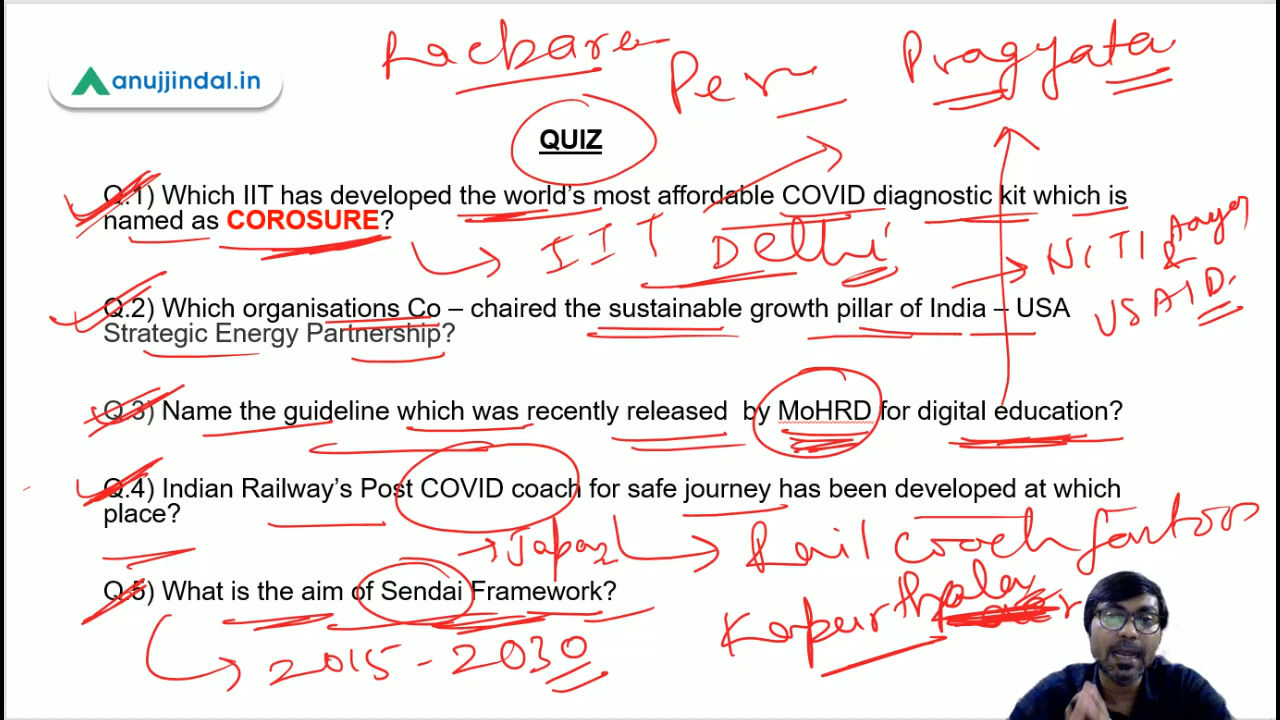 Per
Pragyata
anujjindal.in
QUIZ
Q.1) Which IIT has developed the world's most affordable COVID diagnostic kit which is
named as COROSURE?
IIT Delhi
NITI Aayog
&
USAID.
Q.2) Which organisations Co – chaired the sustainable growth pillar of India – USA
Strategic Energy Partnership?
Q.3) Name the guideline which was recently released by MoHRD for digital education?
Q.4) Indian Railway's Post COVID coach for safe journey has been developed at which
place?
Japan
Rail coach
Kapurthala
Q.5) What is the aim of Sendai Framework?
2015 - 2030